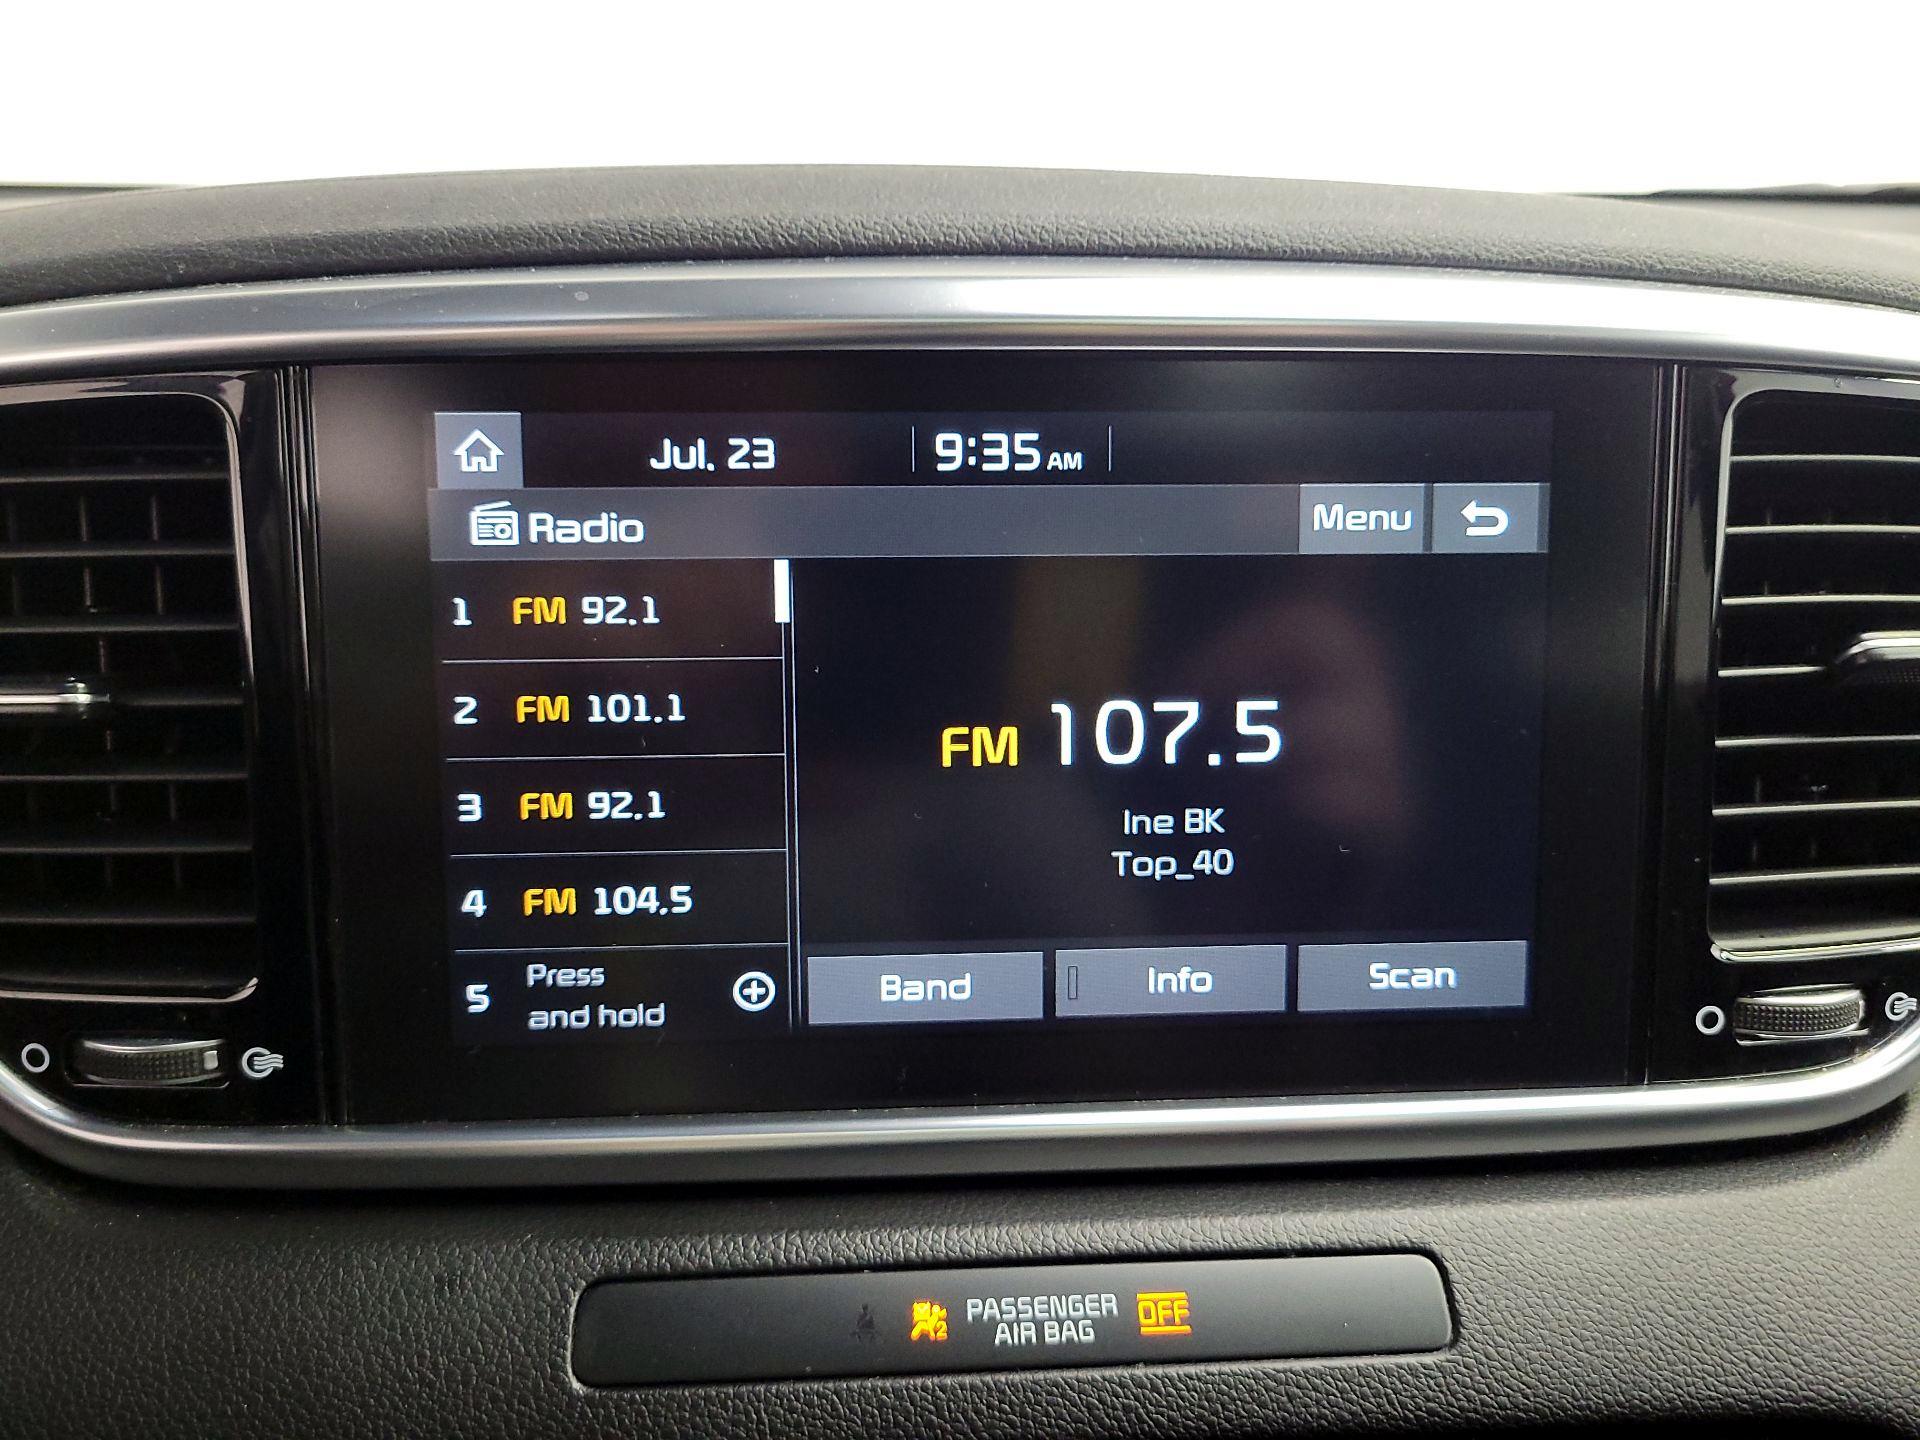 Jul. 23 9:35 AM
Radio Menu
1 FM 92.1
2 FM 101.1
3 FM 92.1
4 FM 104.5
5 Press
and hold
FM 107.5
Ine BK
Top_40
Band Info Scan
2 PASSENGER
AIR BAG OFF